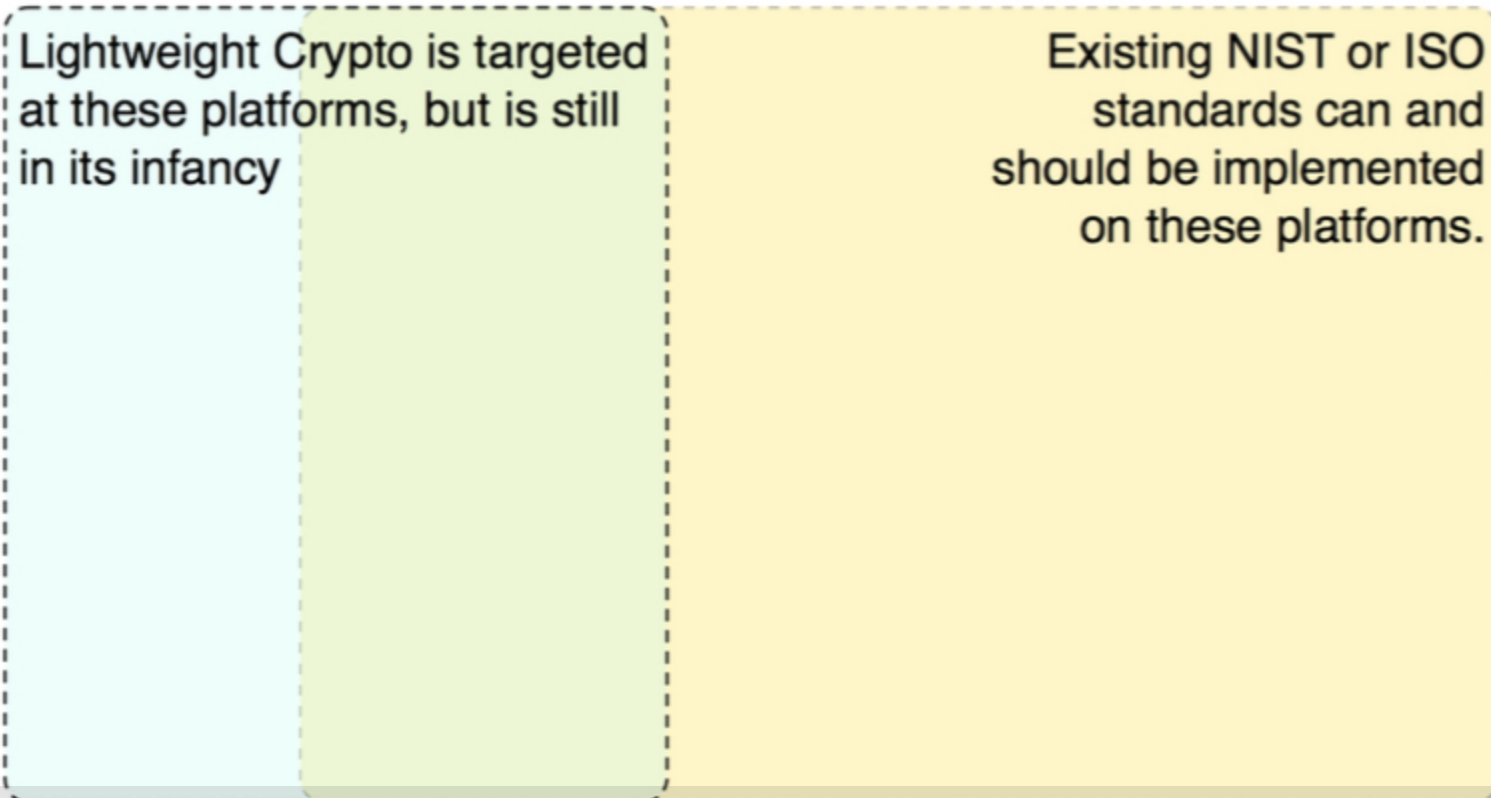 Lightweight Crypto is targeted
at these platforms, but is still
in its infancy
Existing NIST or ISO
standards can and
should be implemented
on these platforms.